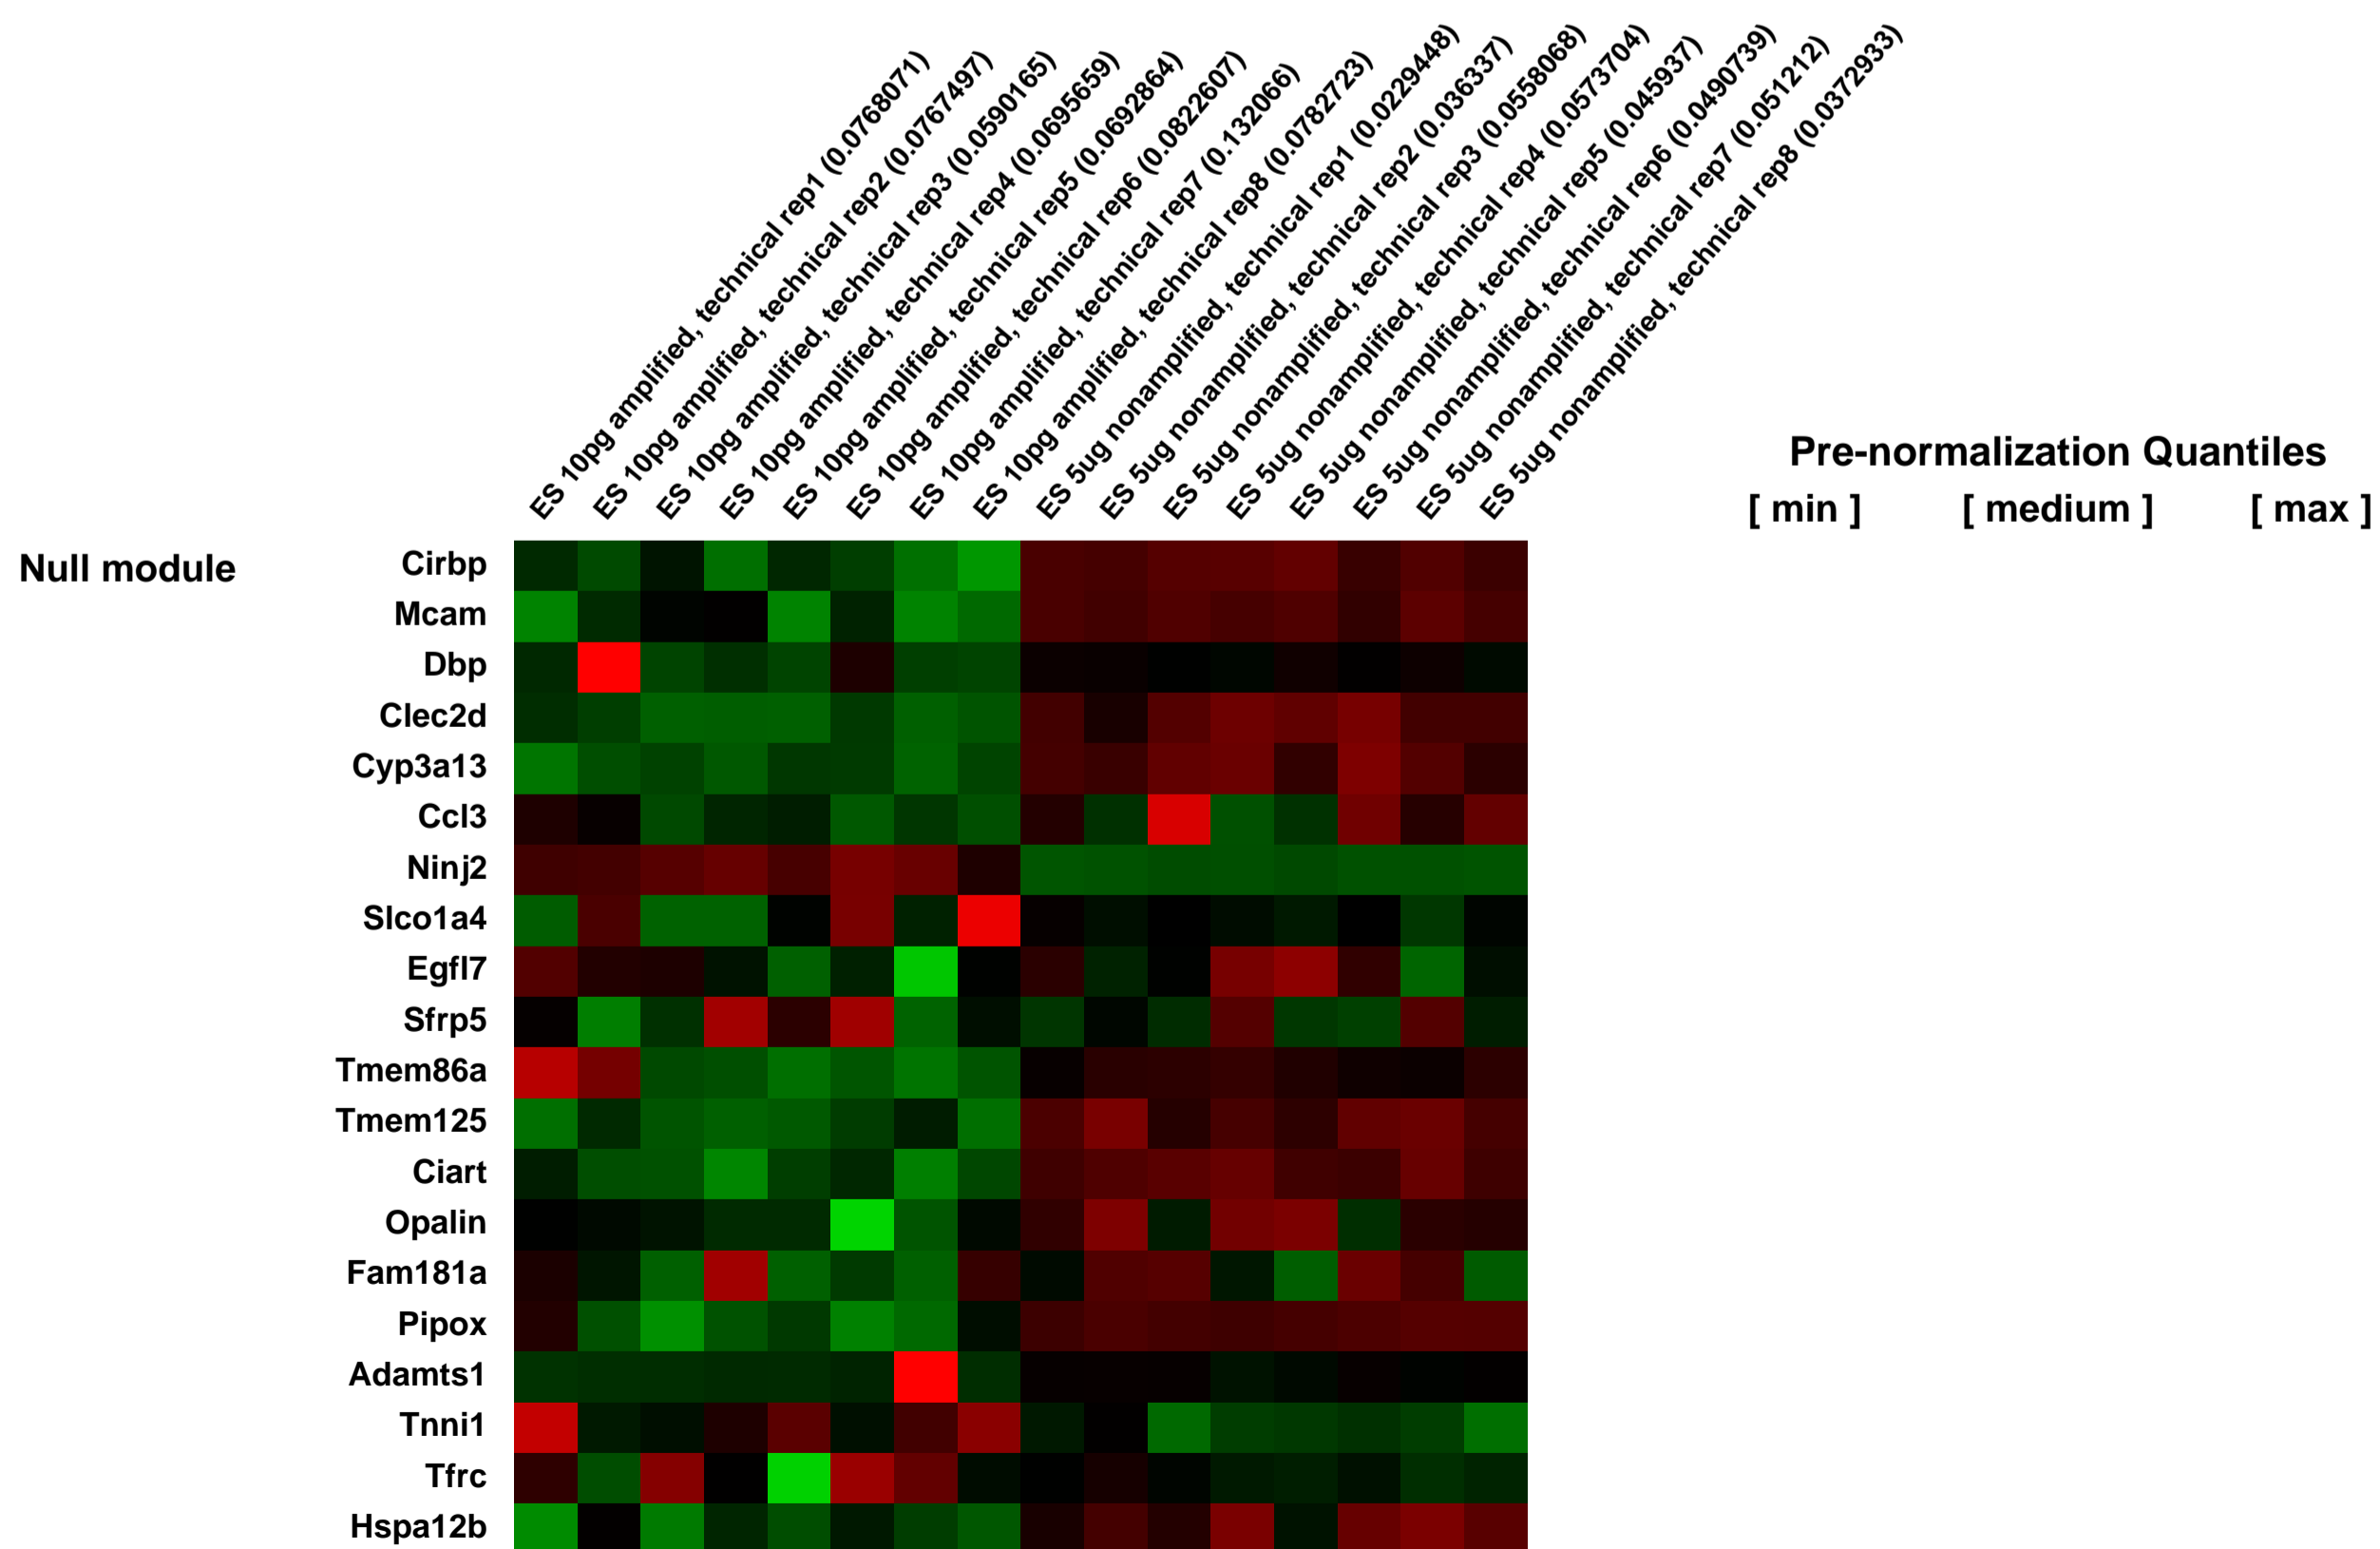 ES 10pg amplified, technical rep1 (0.0768071)
ES 10pg amplified, technical rep2 (0.0767497)
ES 10pg amplified, technical rep3 (0.0590165)
ES 10pg amplified, technical rep4 (0.0695659)
ES 10pg amplified, technical rep5 (0.0692864)
ES 10pg amplified, technical rep6 (0.0822607)
ES 10pg amplified, technical rep7 (0.132066)
ES 10pg amplified, technical rep8 (0.0782723)
ES 5ug nonamplified, technical rep1 (0.0229448)
ES 5ug nonamplified, technical rep2 (0.036337)
ES 5ug nonamplified, technical rep3 (0.0558068)
ES 5ug nonamplified, technical rep4 (0.0573704)
ES 5ug nonamplified, technical rep5 (0.045937)
ES 5ug nonamplified, technical rep6 (0.0490739)
ES 5ug nonamplified, technical rep7 (0.051212)
ES 5ug nonamplified, technical rep8 (0.0372933)
Pre-normalization Quantiles
[ min ] [ medium ] [ max ]
Null module
Cirbp
Mcam
Dbp
Clec2d
Cyp3a13
Ccl3
Ninj2
Slco1a4
Egfl7
Sfrp5
Tmem86a
Tmem125
Ciart
Opalin
Fam181a
Pipox
Adamts1
Tnni1
Tfrc
Hspa12b